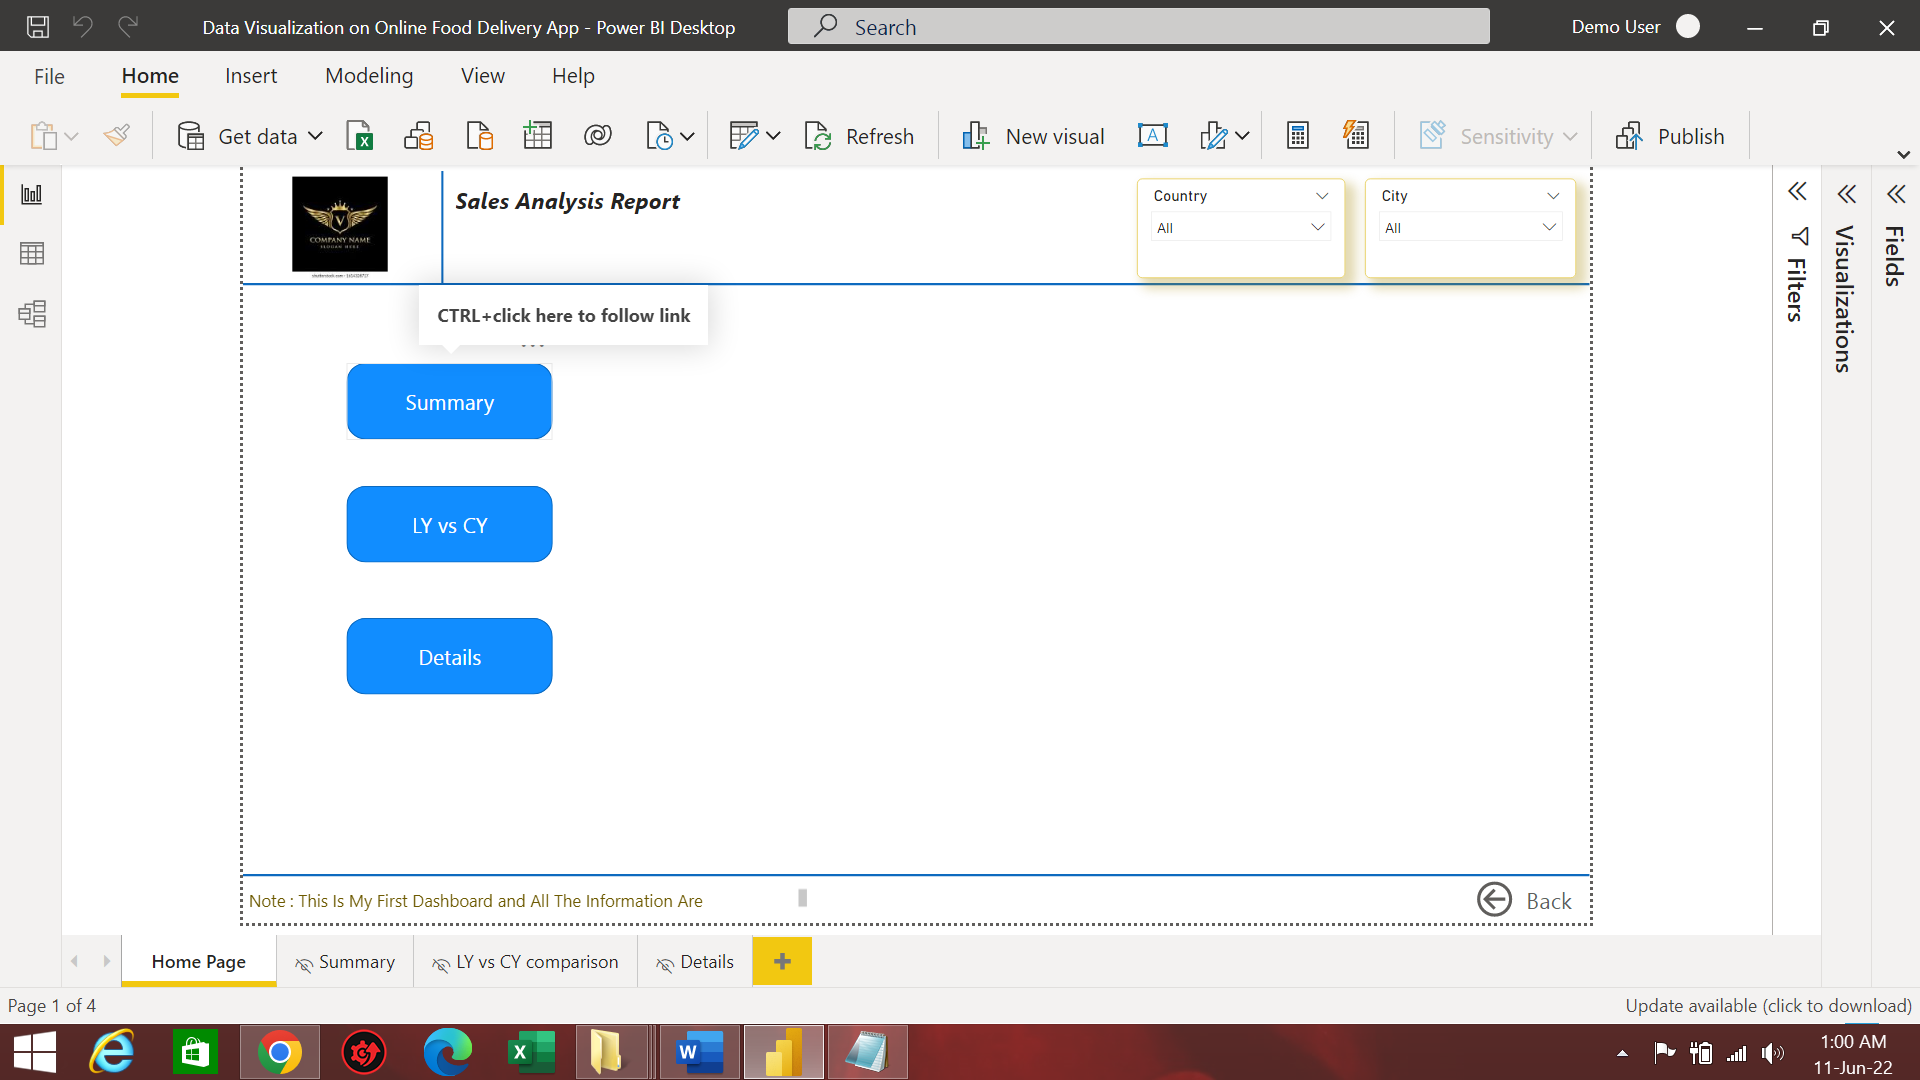 Data Visualization on Online Food Delivery App - Power BI Desktop
Search
Demo User
File Home Insert Modeling View Help
Get data
Refresh
New visual
Sensitivity
Publish
COMPANY NAME
SLOGAN HERE
Sales Analysis Report
Country
All
City
All
Filters
Visualizations
Fields
CTRL+click here to follow link
Summary
LY vs CY
Details
Note : This Is My First Dashboard and All The Information Are
Back
Home Page Summary LY vs CY comparison Details
Page 1 of 4
Update available (click to download)
1:00 AM
11-Jun-22